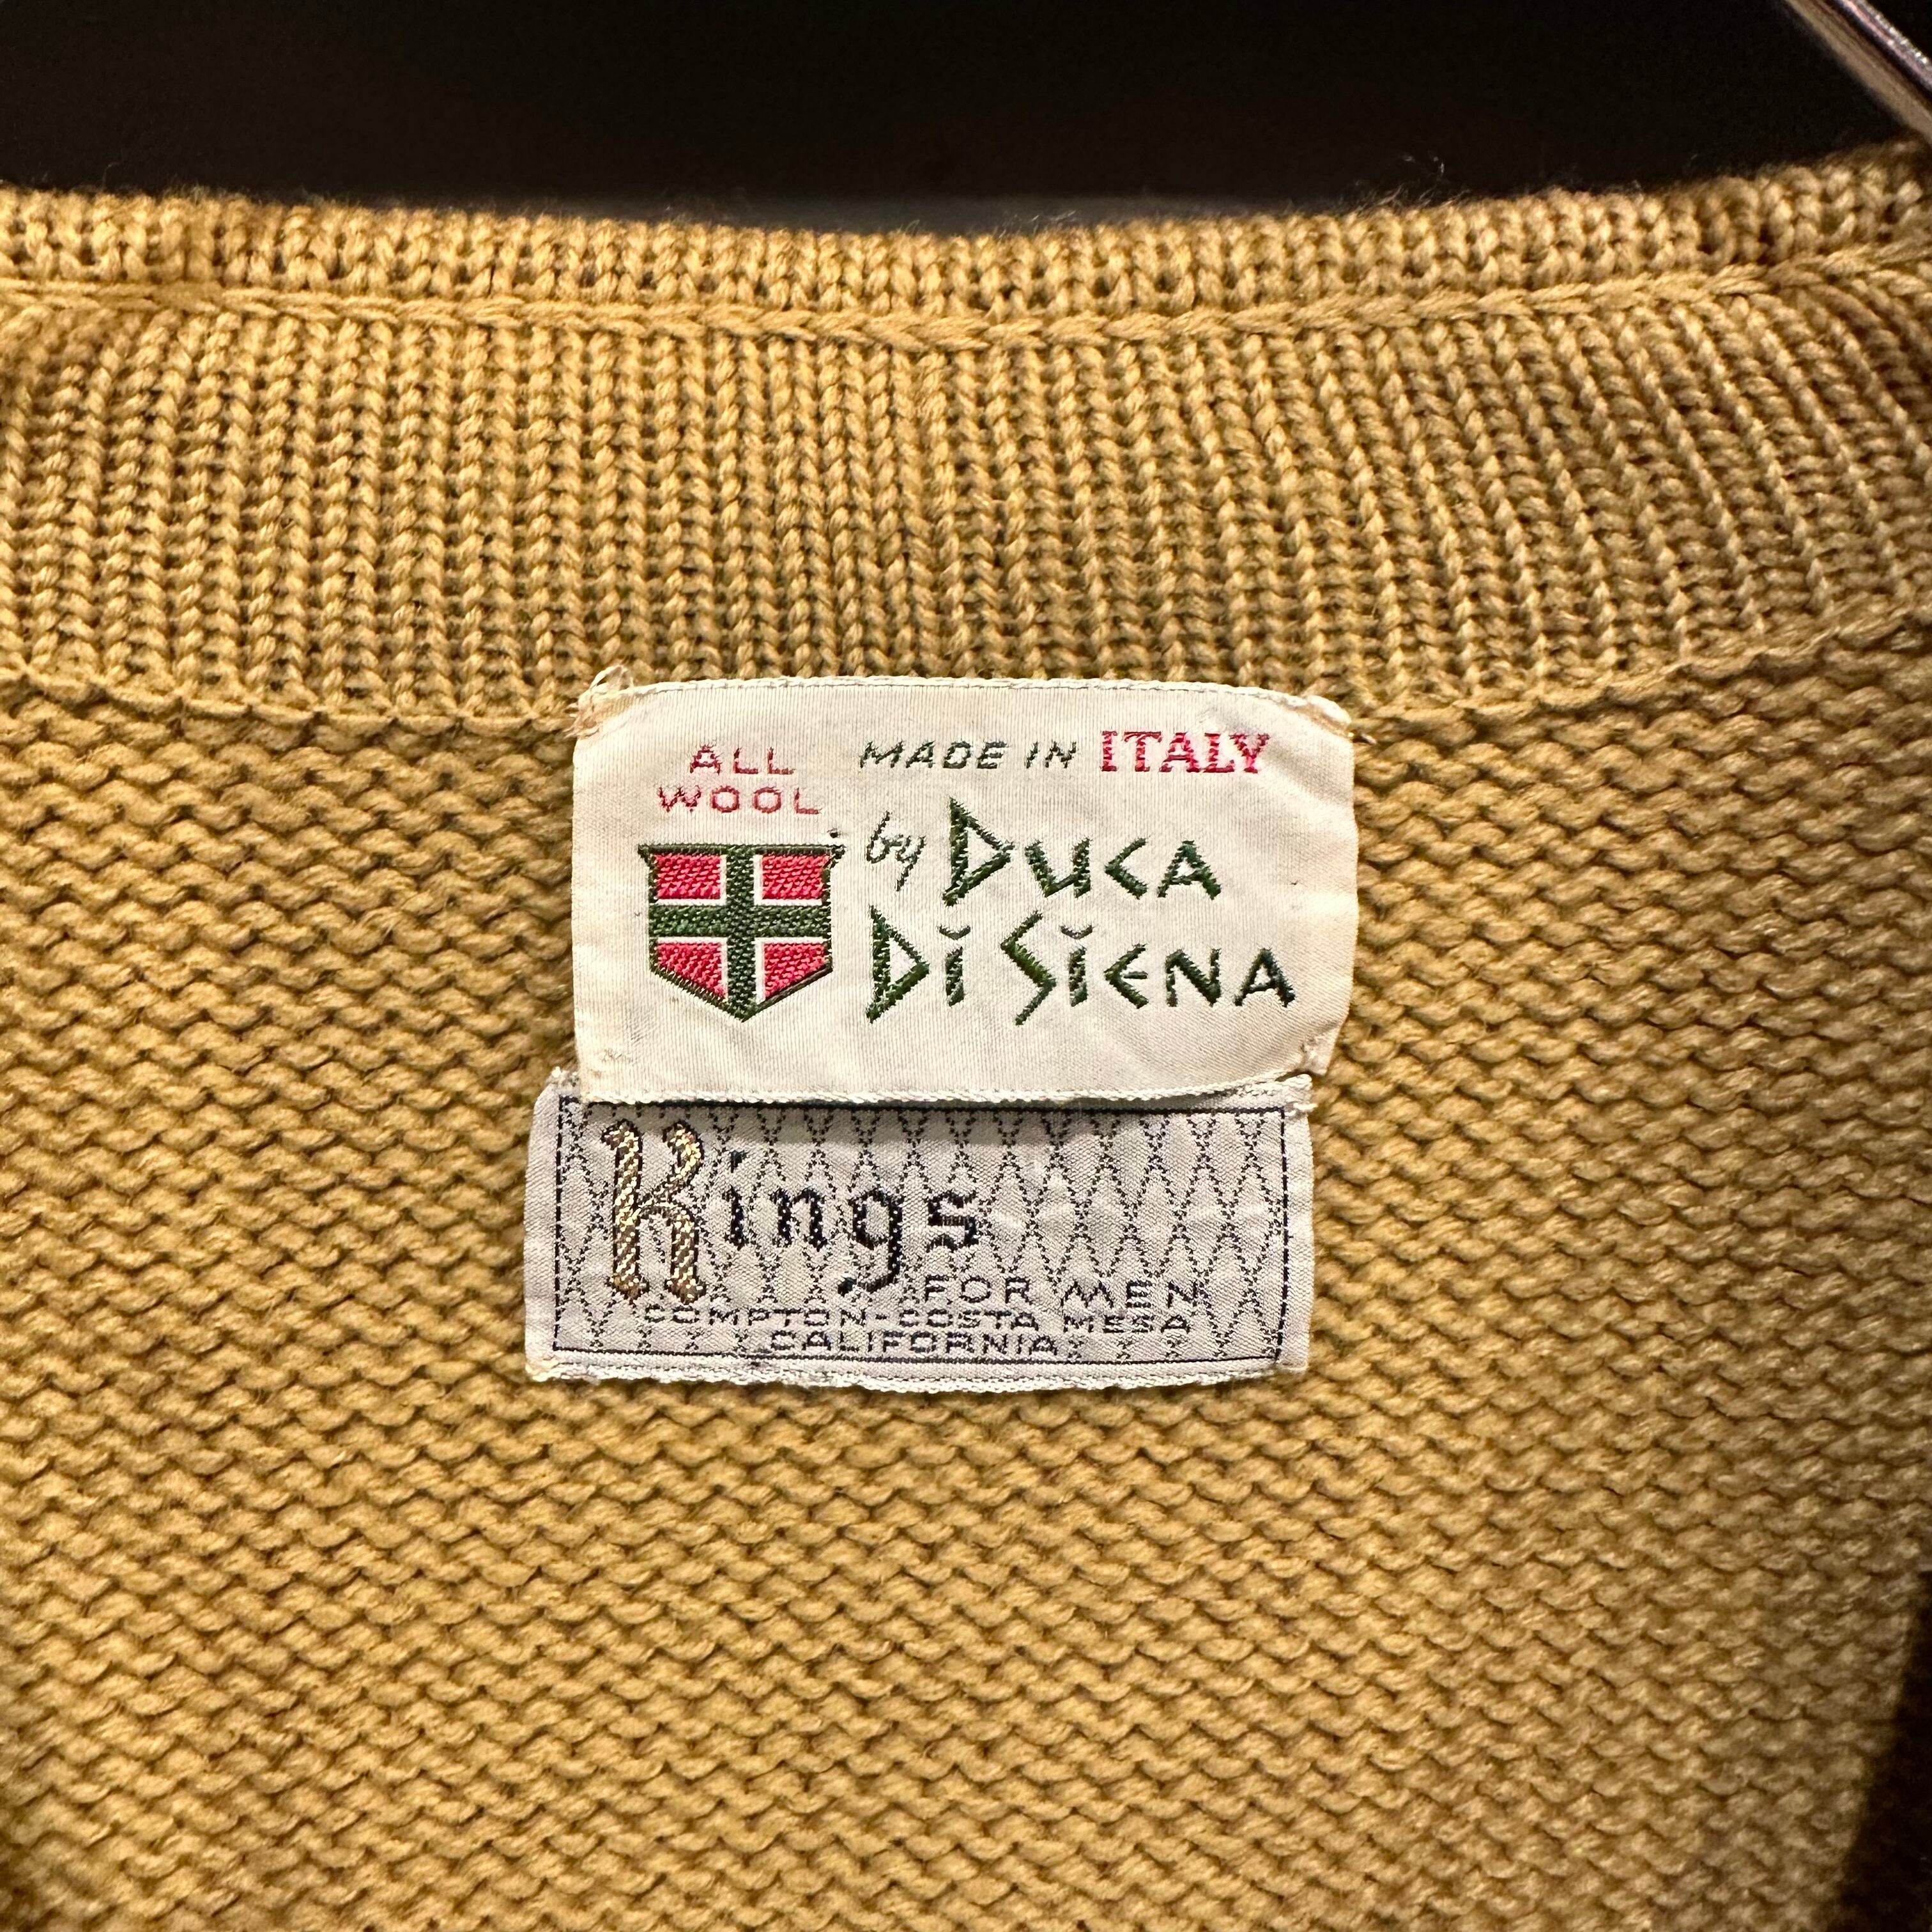 ALL
WOOL
MADE IN ITALY
by DUCA
Di SiENA
Kings
FOR MEN
COMPTON-COSTA MESA
CALIFORNIA